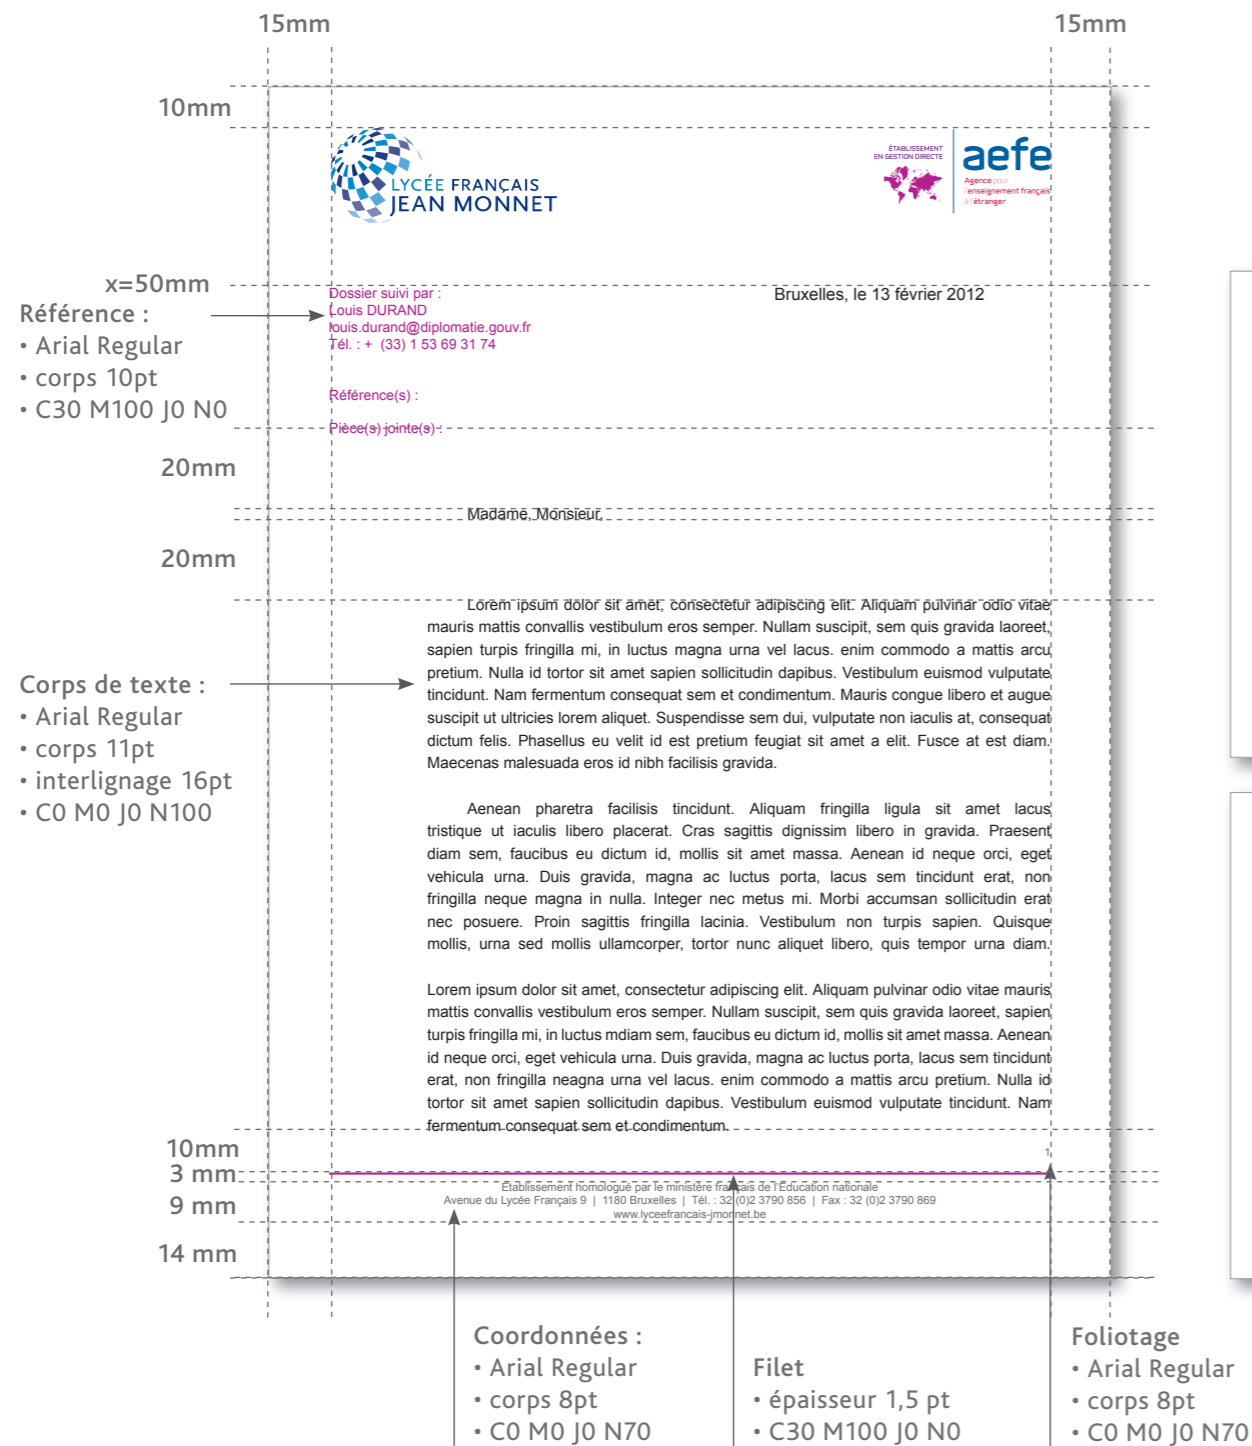 15mm
15mm
10mm
LYCÉE FRANÇAIS
JEAN MONNET
ÉTABLISSEMENT
EN GESTION DIRECTE
aefe
Agence pour
l'enseignement français
à l'étranger
x=50mm
Référence :
• Arial Regular
• corps 10pt
• C30 M100 J0 N0
Dossier suivi par :
Louis DURAND
louis.durand@diplomatie.gouv.fr
Tél. : + (33) 1 53 69 31 74
Bruxelles, le 13 février 2012
Référence(s) :
Pièce(s) jointe(s) :
20mm
Madame, Monsieur,
20mm
Lorem ipsum dolor sit amet, consectetur adipiscing elit. Aliquam pulvinar odio vitae
mauris mattis convallis vestibulum eros semper. Nullam suscipit, sem quis gravida laoreet,
sapien turpis fringilla mi, in luctus magna urna vel lacus. enim commodo a mattis arcu
pretium. Nulla id tortor sit amet sapien sollicitudin dapibus. Vestibulum euismod vulputate
tincidunt. Nam fermentum consequat sem et condimentum. Mauris congue libero et augue
suscipit ut ultricies lorem aliquet. Suspendisse sem dui, vulputate non iaculis at, consequat
dictum felis. Phasellus eu velit id est pretium feugiat sit amet a elit. Fusce at est diam.
Maecenas malesuada eros id nibh facilisis gravida.
Corps de texte :
• Arial Regular
• corps 11pt
• interlignage 16pt
• C0 M0 J0 N100
Aenean pharetra facilisis tincidunt. Aliquam fringilla ligula sit amet lacus
tristique ut iaculis libero placerat. Cras sagittis dignissim libero in gravida. Praesent
diam sem, faucibus eu dictum id, mollis sit amet massa. Aenean id neque orci, eget
vehicula urna. Duis gravida, magna ac luctus porta, lacus sem tincidunt erat, non
fringilla neque magna in nulla. Integer nec metus mi. Morbi accumsan sollicitudin erat
nec posuere. Proin sagittis fringilla lacinia. Vestibulum non turpis sapien. Quisque
mollis, urna sed mollis ullamcorper, tortor nunc aliquet libero, quis tempor urna diam.
Lorem ipsum dolor sit amet, consectetur adipiscing elit. Aliquam pulvinar odio vitae mauris
mattis convallis vestibulum eros semper. Nullam suscipit, sem quis gravida laoreet, sapien
turpis fringilla mi, in luctus mdiam sem, faucibus eu dictum id, mollis sit amet massa. Aenean
id neque orci, eget vehicula urna. Duis gravida, magna ac luctus porta, lacus sem tincidunt
erat, non fringilla neagna urna vel lacus. enim commodo a mattis arcu pretium. Nulla id
tortor sit amet sapien sollicitudin dapibus. Vestibulum euismod vulputate tincidunt. Nam
fermentum consequat sem et condimentum.
10mm
1
3 mm
Établissement homologué par le ministère français de l'Éducation nationale
9 mm
Avenue du Lycée Français 9 | 1180 Bruxelles | Tél. : 32 (0)2 3790 856 | Fax : 32 (0)2 3790 869
www.lyceefrancais-jmonnet.be
14 mm
Coordonnées :
• Arial Regular
• corps 8pt
• C0 M0 J0 N70
Filet
• épaisseur 1,5 pt
• C30 M100 J0 N0
Foliotage
• Arial Regular
• corps 8pt
• C0 M0 J0 N70